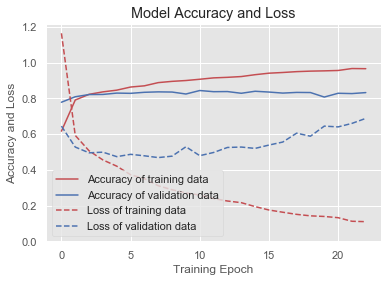 Model Accuracy and Loss
1.2
1.0
0.8
0.6
0.4
0.2
0.0
Accuracy and Loss
Accuracy of training data
Accuracy of validation data
Loss of training data
Loss of validation data
0 5 10 15 20
Training Epoch